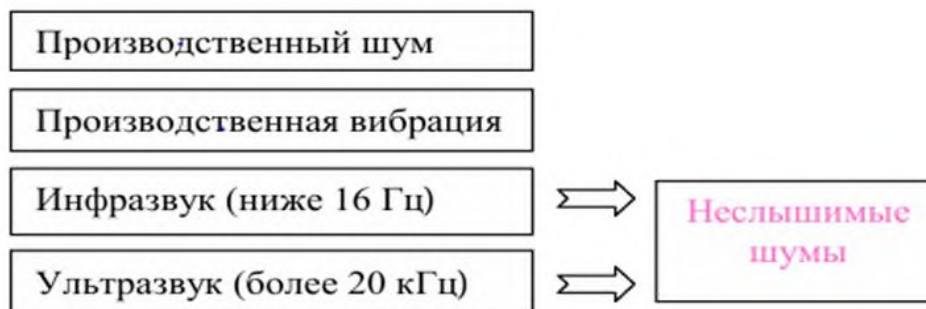 Производственный шум
Производственная вибрация
Инфразвук (ниже 16 Гц)
Ультразвук (более 20 кГц)
Неслышимые
шумы